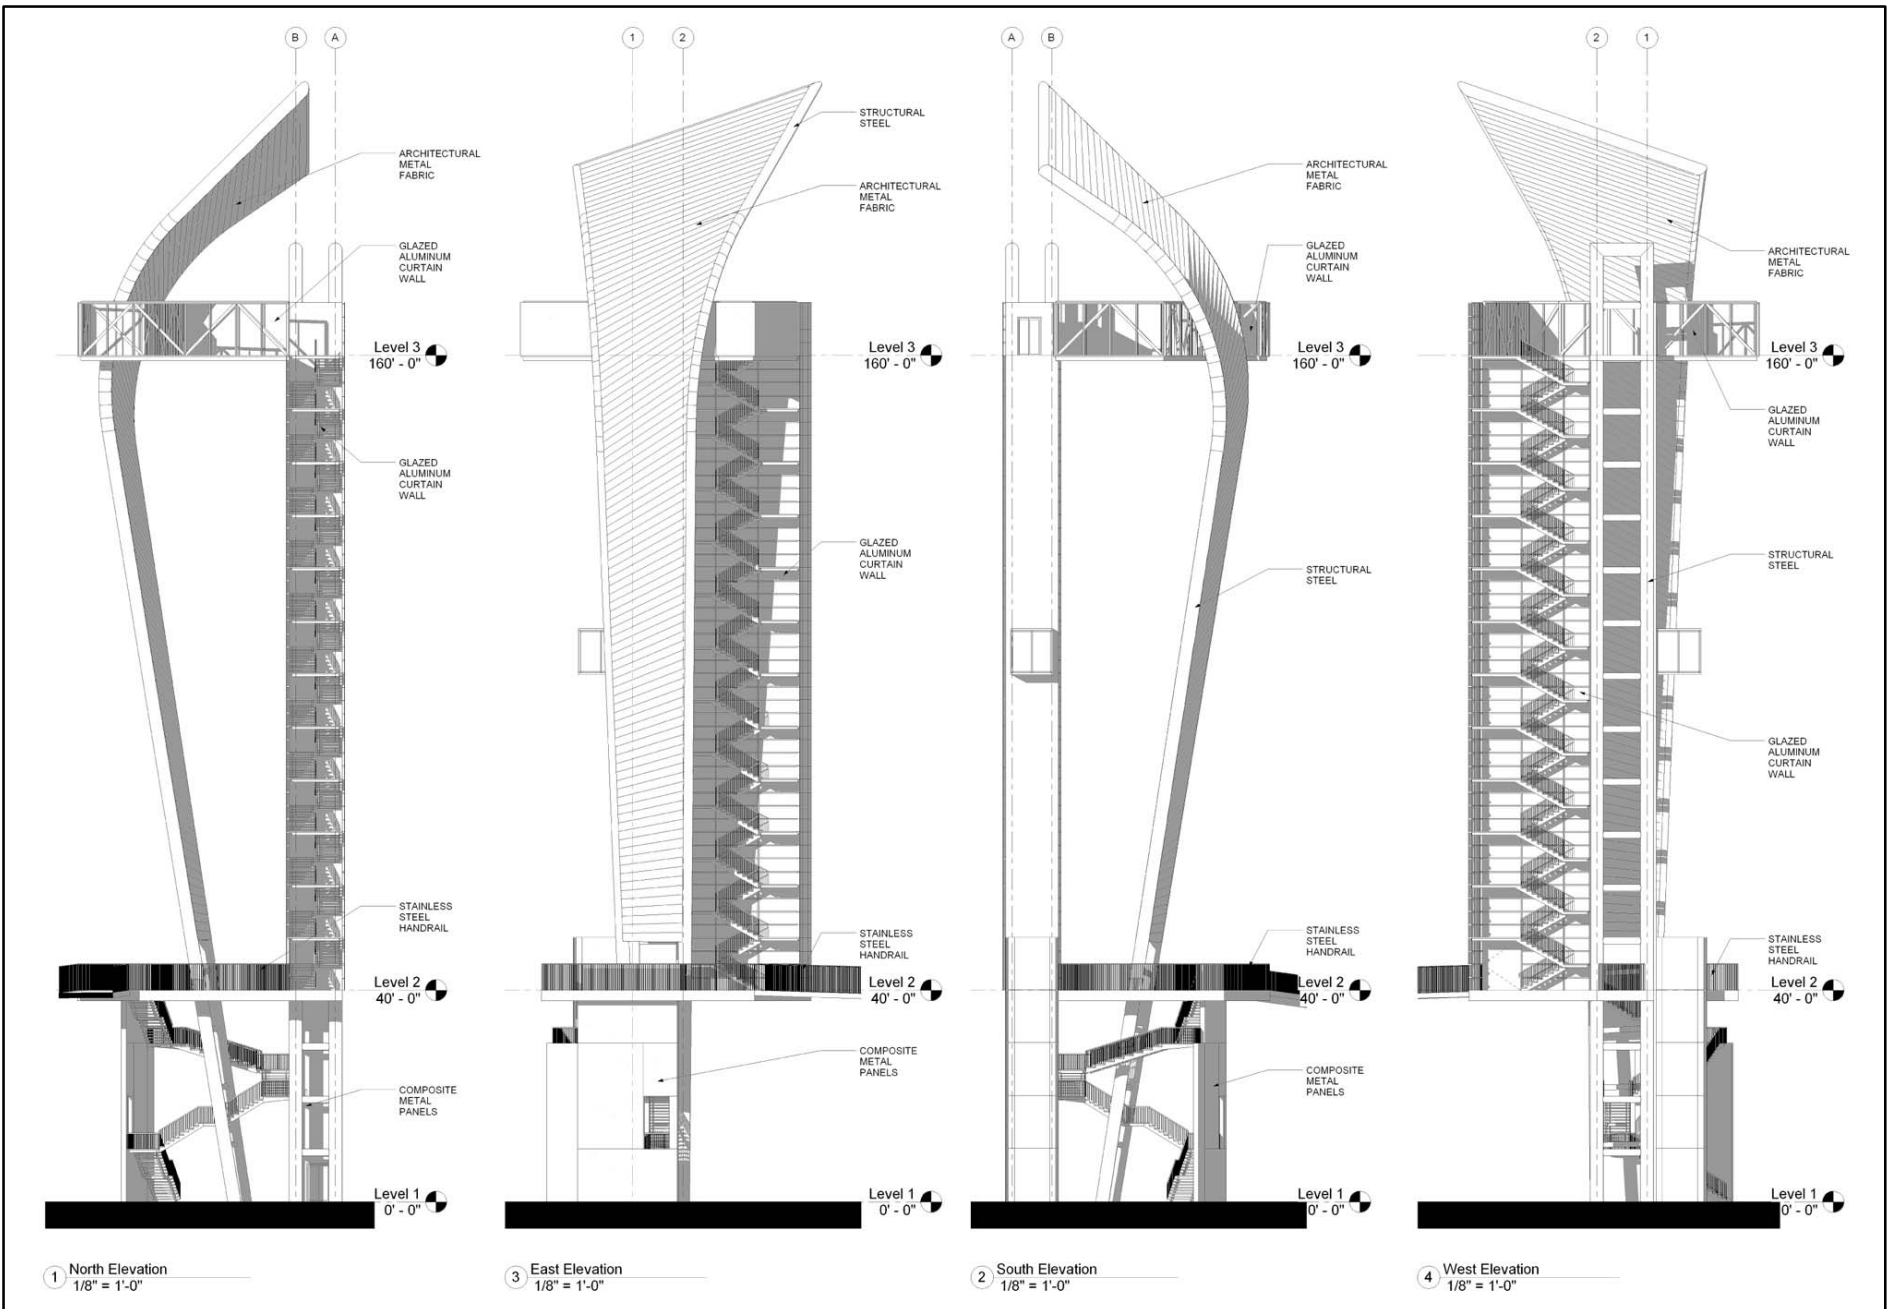 B
A
ARCHITECTURAL
METAL
FABRIC
GLAZED
ALUMINUM
CURTAIN
WALL
Level 3
160' - 0"
GLAZED
ALUMINUM
CURTAIN
WALL
STAINLESS
STEEL
HANDRAIL
Level 2
40' - 0"
COMPOSITE
METAL
PANELS
Level 1
0' - 0"
1
North Elevation
1/8" = 1'-0"
1
2
STRUCTURAL
STEEL
ARCHITECTURAL
METAL
FABRIC
Level 3
160' - 0"
GLAZED
ALUMINUM
CURTAIN
WALL
STAINLESS
STEEL
HANDRAIL
Level 2
40' - 0"
COMPOSITE
METAL
PANELS
Level 1
0' - 0"
3
East Elevation
1/8" = 1'-0"
A
B
ARCHITECTURAL
METAL
FABRIC
GLAZED
ALUMINUM
CURTAIN
WALL
Level 3
160' - 0"
STRUCTURAL
STEEL
STAINLESS
STEEL
HANDRAIL
Level 2
40' - 0"
COMPOSITE
METAL
PANELS
Level 1
0' - 0"
2
South Elevation
1/8" = 1'-0"
2
1
ARCHITECTURAL
METAL
FABRIC
Level 3
160' - 0"
GLAZED
ALUMINUM
CURTAIN
WALL
STRUCTURAL
STEEL
GLAZED
ALUMINUM
CURTAIN
WALL
STAINLESS
STEEL
HANDRAIL
Level 2
40' - 0"
Level 1
0' - 0"
4
West Elevation
1/8" = 1'-0"